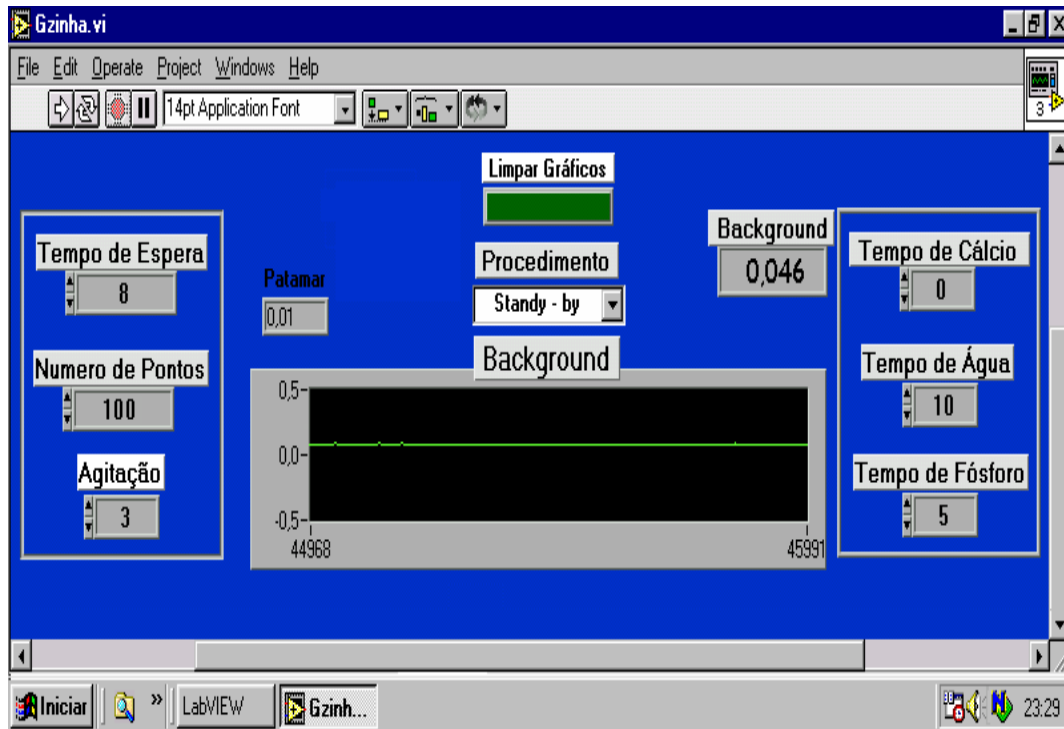 Gzinha.vi
File Edit Operate Project Windows Help
14pt Application Font
3
Limpar Gráficos
Tempo de Espera
8
Numero de Pontos
100
Agitação
3
Patamar
0,01
Procedimento
Standy - by
Background
0,046
Background
0,5
0,0
-0,5
44968
45991
Tempo de Cálcio
0
Tempo de Água
10
Tempo de Fósforo
5
Iniciar
»
LabVIEW
Gzinh...
23:29